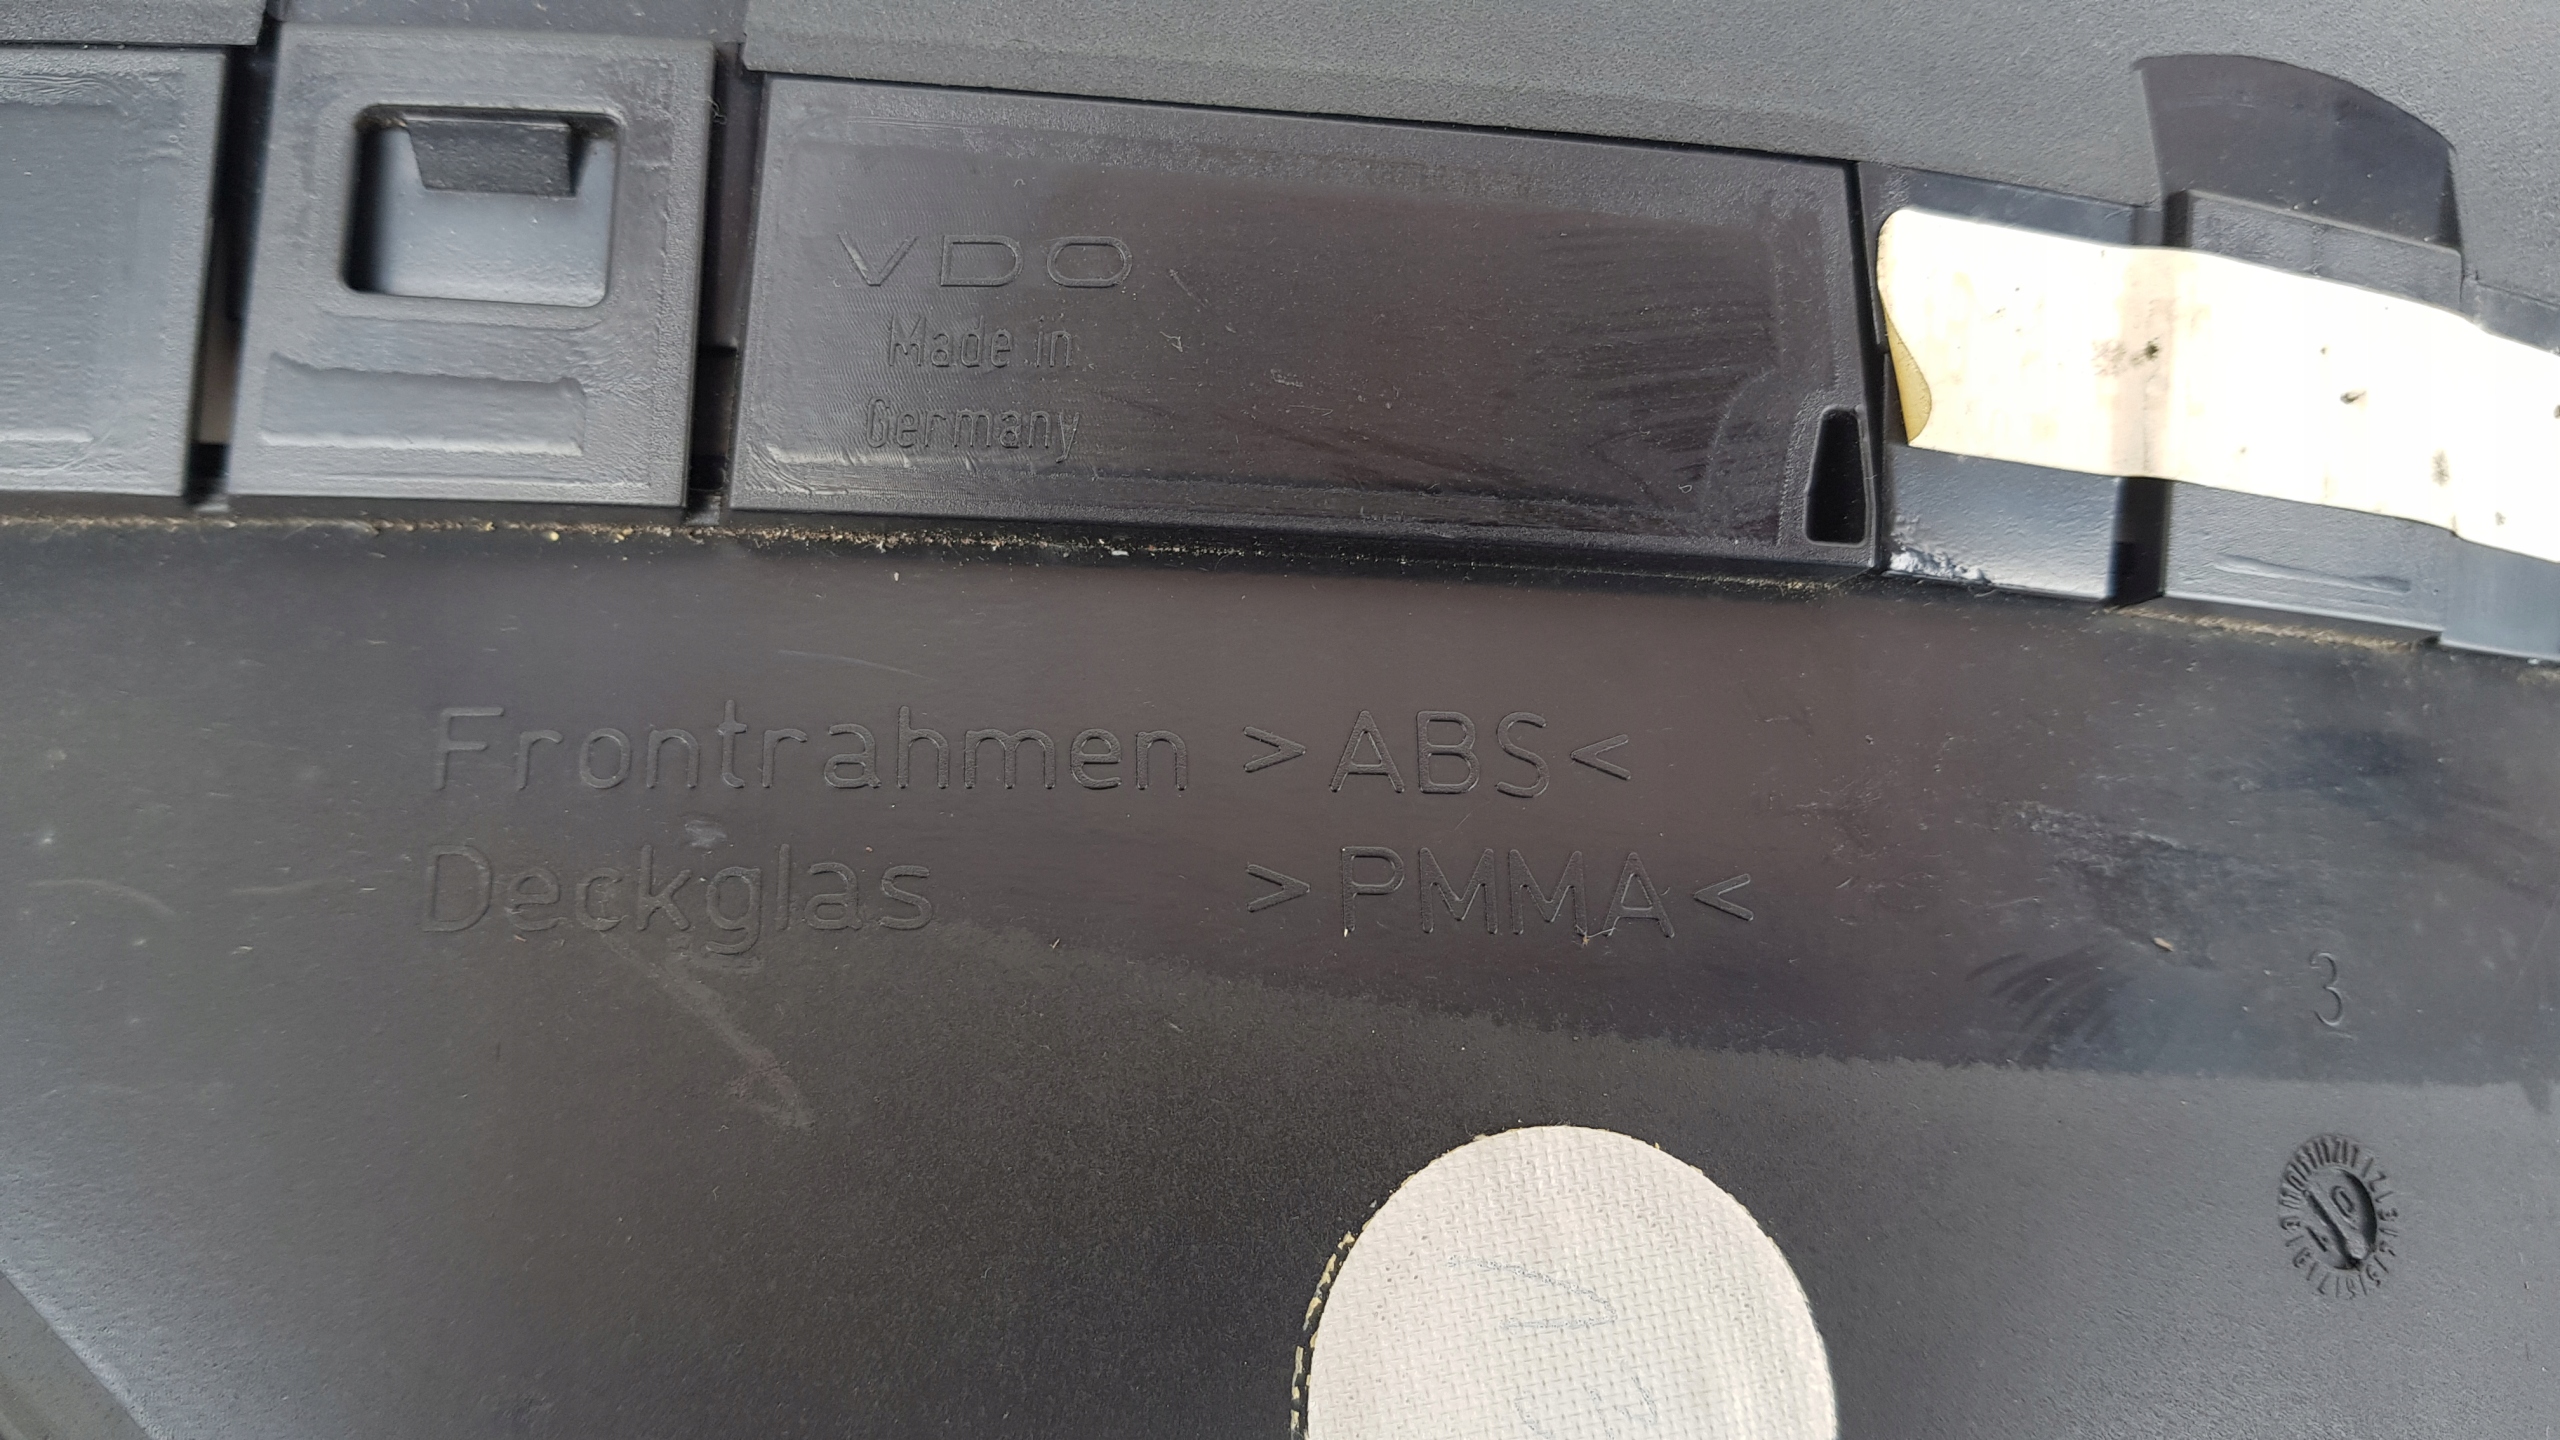 VDO
Made in
Germany
Frontrahmen >ABS<
Deckglas >PMMA<
3